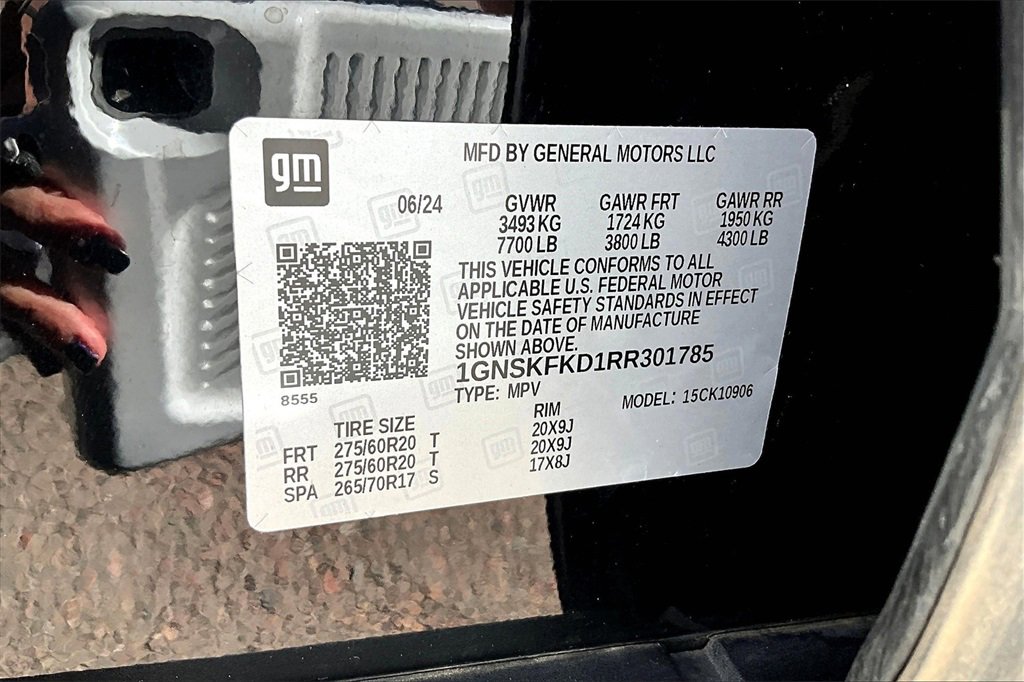 gm
MFD BY GENERAL MOTORS LLC
06/24 GVWR GAWR FRT GAWR RR
3493 KG 1724 KG 1950 KG
7700 LB 3800 LB 4300 LB
THIS VEHICLE CONFORMS TO ALL
APPLICABLE U.S. FEDERAL MOTOR
VEHICLE SAFETY STANDARDS IN EFFECT
ON THE DATE OF MANUFACTURE
SHOWN ABOVE.
1GNSKFKD1RR301785
8555
TYPE: MPV MODEL: 15CK10906
TIRE SIZE RIM
FRT 275/60R20 T 20X9J
RR 275/60R20 T 20X9J
SPA 265/70R17 S 17X8J